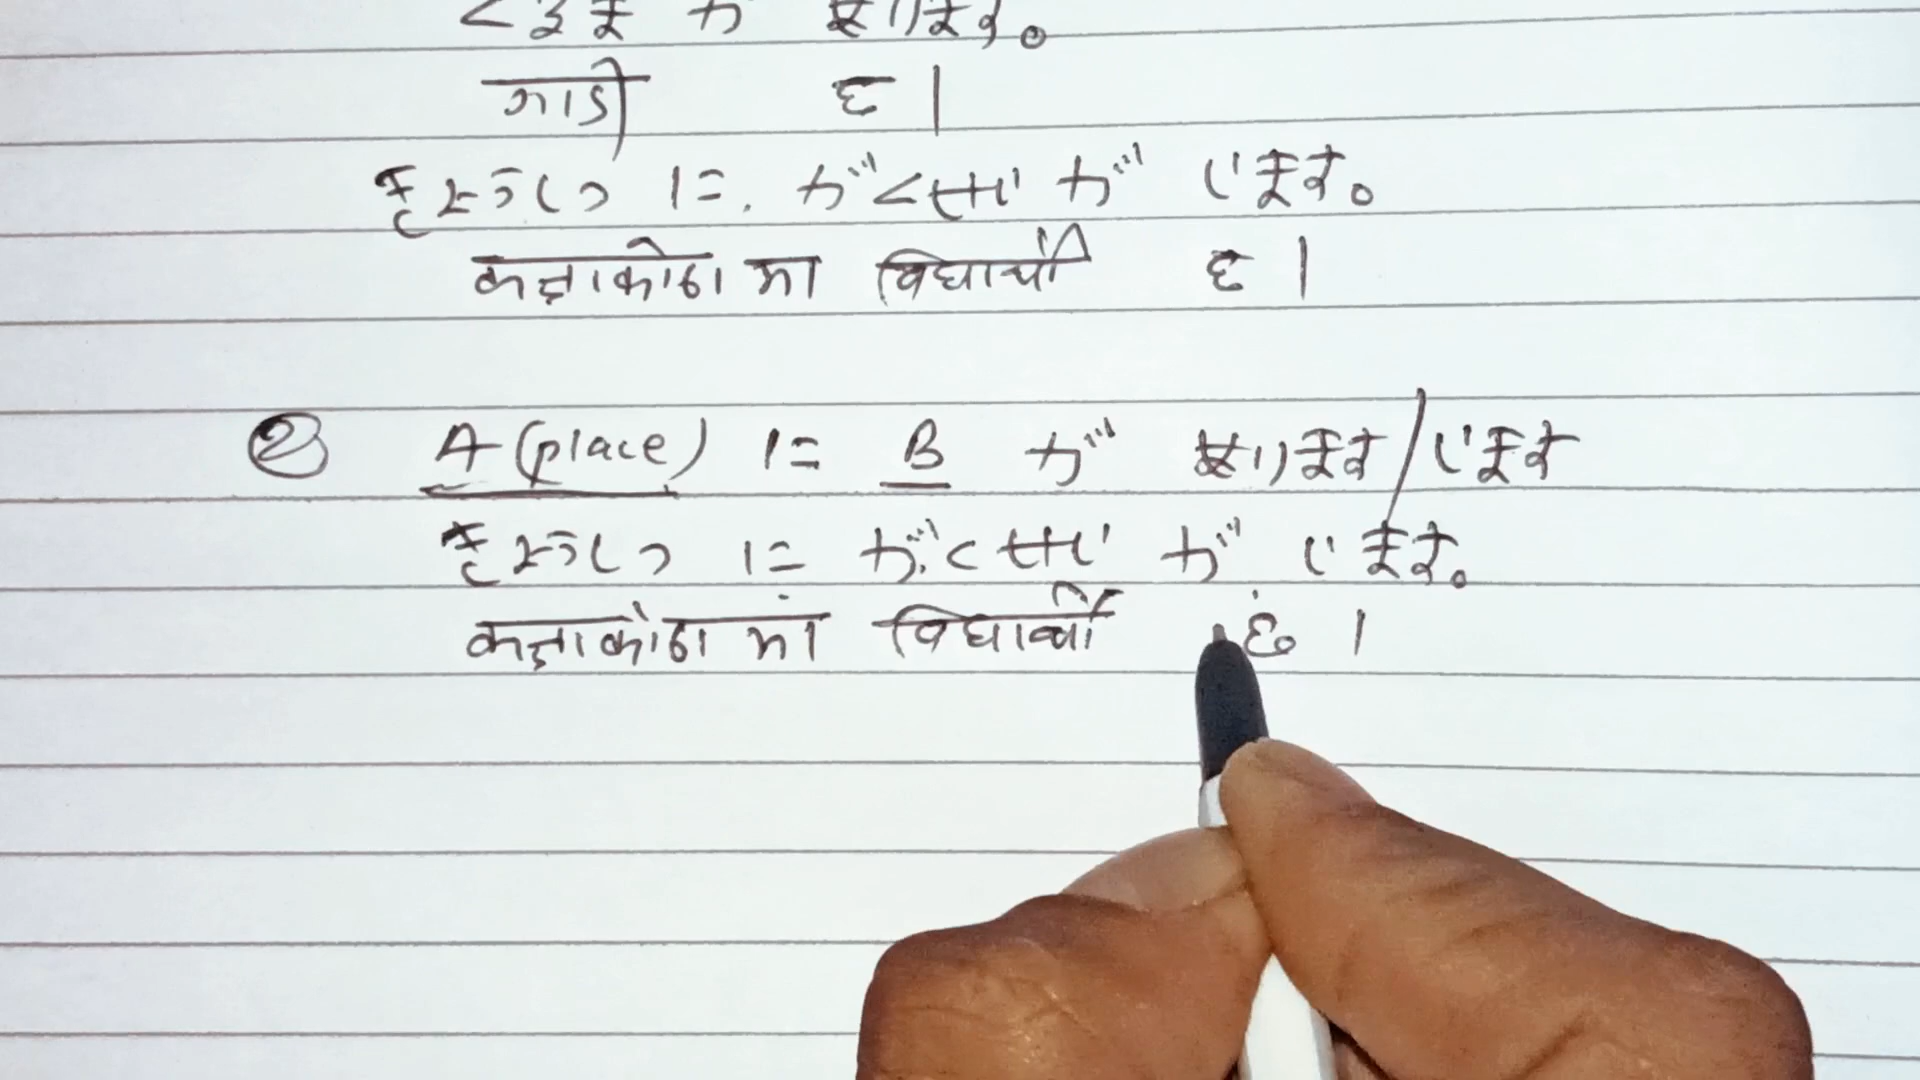 くるま が あります。
गाडी छ ।
きょうしつ に がくせい が います。
कक्षाकोठा मा विद्यार्थी छ ।
② A (place) に B が あります/います
きょうしつ に がくせい が います。
कक्षाकोठा मा विद्यार्थी छ ।